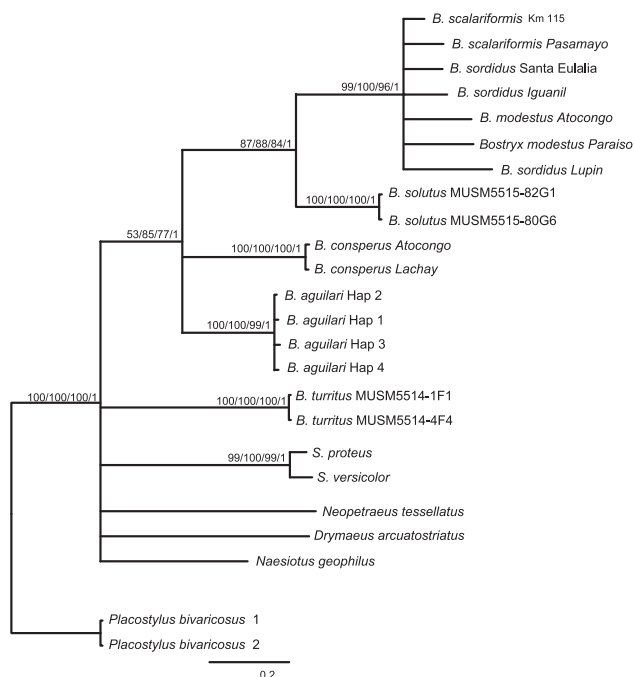 B. scalariformis Km 115
B. scalariformis Pasamayo
B. sordidus Santa Eulalia
99/100/96/1
B. sordidus Iguanil
B. modestus Atocongo
87/88/84/1
Bostryx modestus Paraiso
B. sordidus Lupin
B. solutus MUSM5515-82G1
100/100/100/1
B. solutus MUSM5515-80G6
53/85/77/1
B. consperus Atocongo
100/100/100/1
B. consperus Lachay
B. aguilari Hap 2
B. aguilari Hap 1
100/100/99/1
B. aguilari Hap 3
B. aguilari Hap 4
B. turritus MUSM5514-1F1
100/100/100/1
100/100/100/1
B. turritus MUSM5514-4F4
S. proteus
99/100/99/1
S. versicolor
Neopetraeus tessellatus
Drymaeus arcuatostriatus
Naesiotus geophilus
Placostylus bivaricosus 1
Placostylus bivaricosus 2
0.2